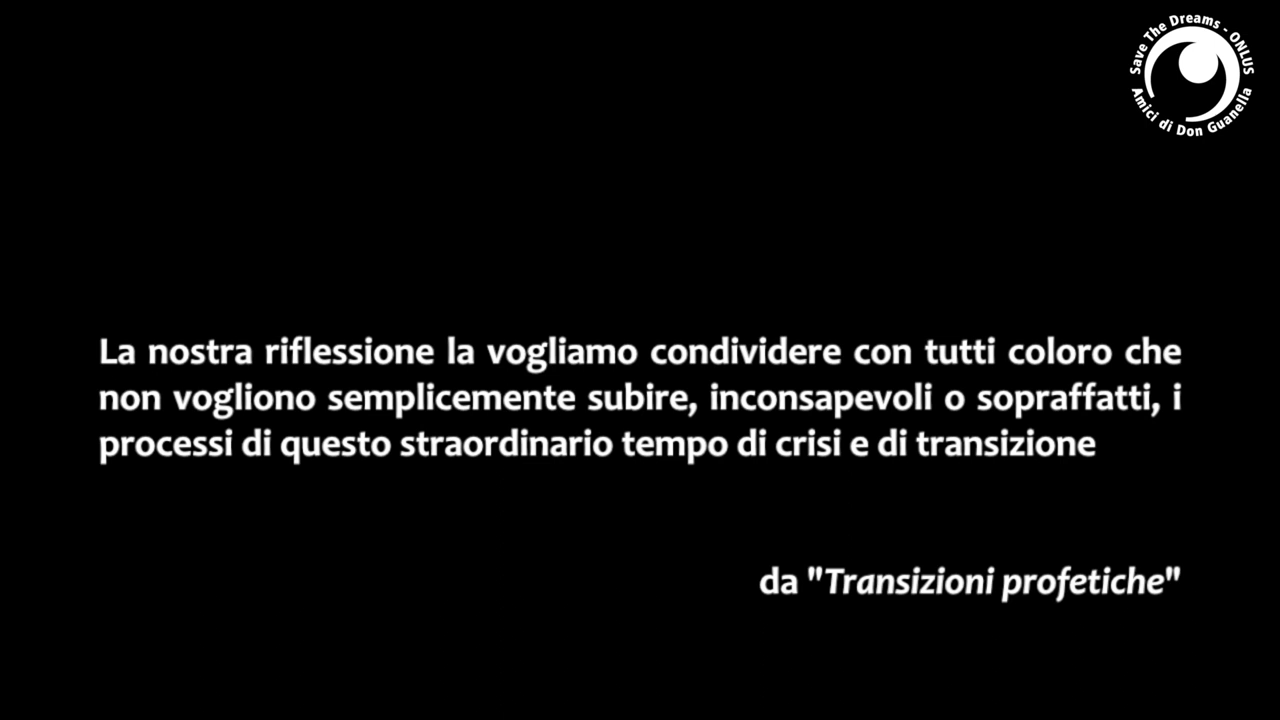 Save The Dreams - ONLUS
Amici di Don Guanella
La nostra riflessione la vogliamo condividere con tutti coloro che
non vogliono semplicemente subire, inconsapevoli o sopraffatti, i
processi di questo straordinario tempo di crisi e di transizione
da "Transizioni profetiche"